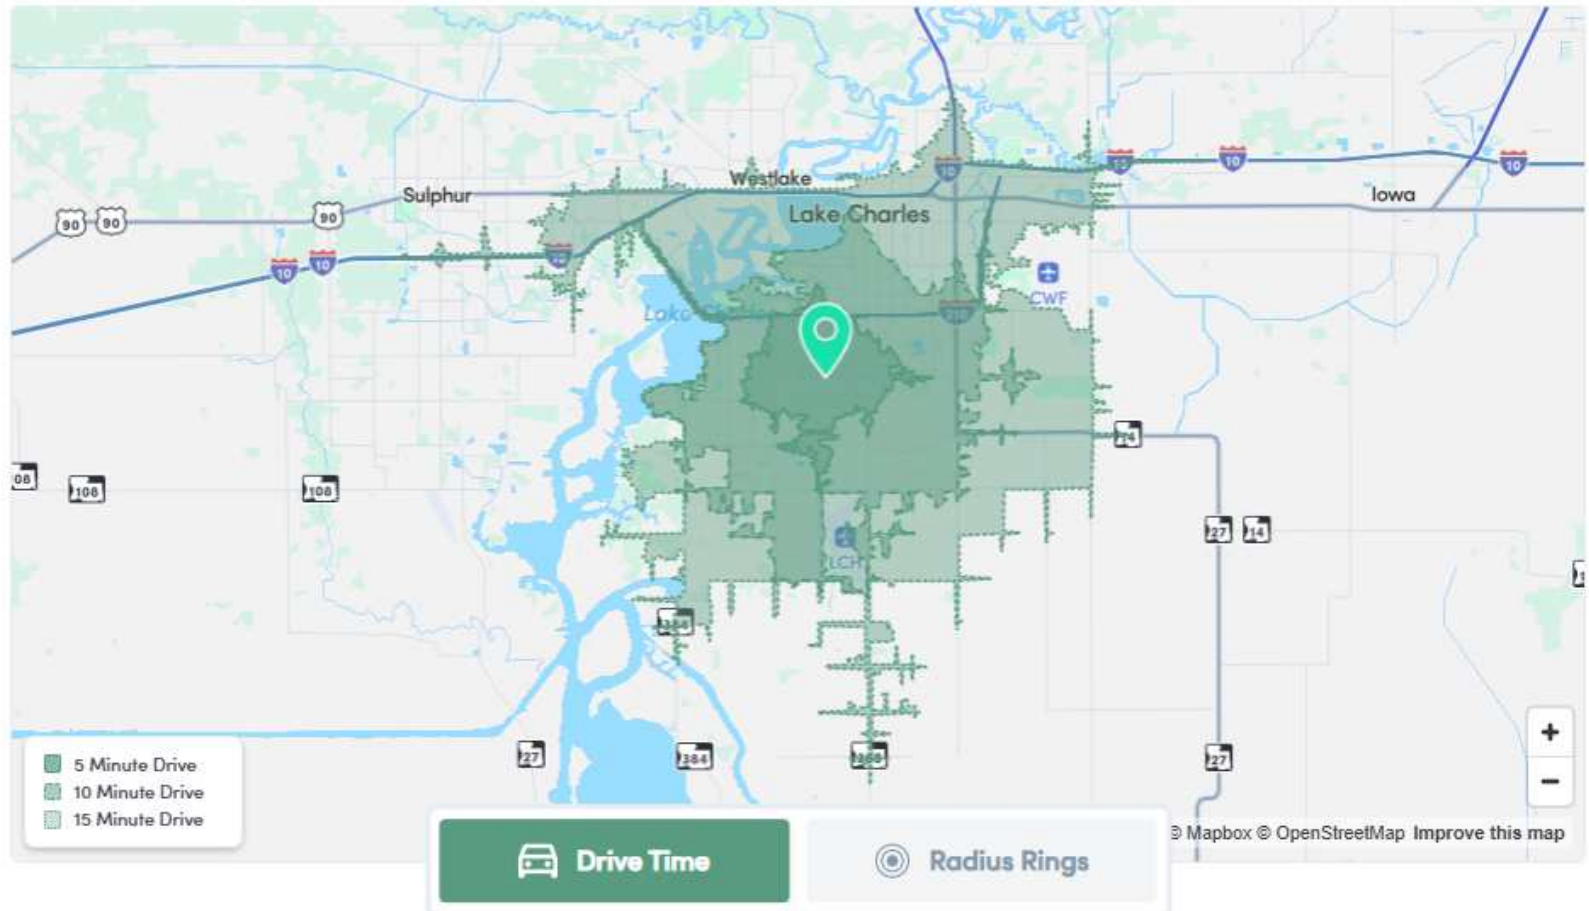 Westlake
Sulphur
Iowa
Lake Charles
90
90
90
10
10
10
10
10
CWF
Lake
14
08
108
108
27
14
LCH
384
27
384
27
5 Minute Drive
10 Minute Drive
15 Minute Drive
© Mapbox © OpenStreetMap Improve this map
Drive Time
Radius Rings